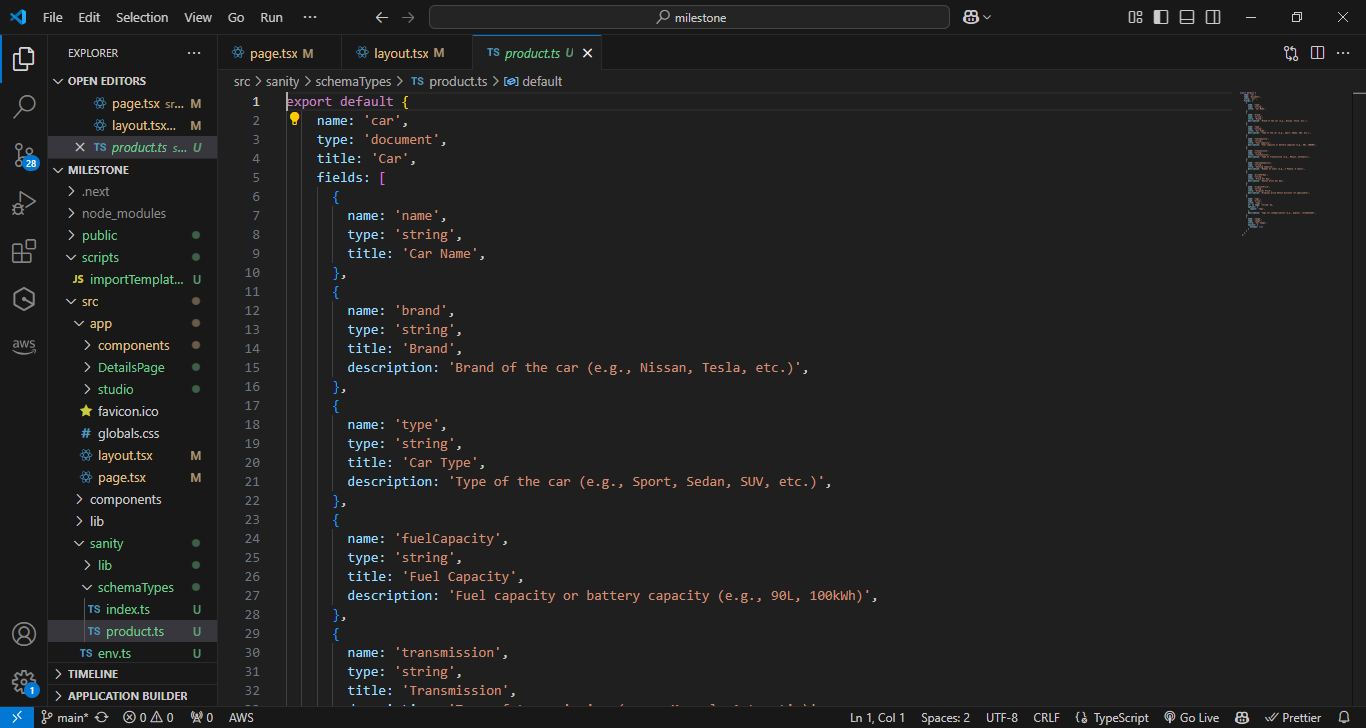 File Edit Selection View Go Run ··· milestone
EXPLORER ···
OPEN EDITORS
page.tsx sr... M
layout.tsx... M
TS product.ts s... U
MILESTONE
.next
node_modules
public
scripts
JS importTemplat... U
src
app
components
DetailsPage
studio
favicon.ico
# globals.css
layout.tsx M
page.tsx M
components
lib
sanity
lib
schemaTypes
TS index.ts U
TS product.ts U
TS env.ts U
TIMELINE
APPLICATION BUILDER
28
aws
1
page.tsx M layout.tsx M TS product.ts U
src > sanity > schemaTypes > TS product.ts > default
1 export default {
2 name: 'car',
3 type: 'document',
4 title: 'Car',
5 fields: [
6 {
7 name: 'name',
8 type: 'string',
9 title: 'Car Name',
10 },
11 {
12 name: 'brand',
13 type: 'string',
14 title: 'Brand',
15 description: 'Brand of the car (e.g., Nissan, Tesla, etc.)',
16 },
17 {
18 name: 'type',
19 type: 'string',
20 title: 'Car Type',
21 description: 'Type of the car (e.g., Sport, Sedan, SUV, etc.)',
22 },
23 {
24 name: 'fuelCapacity',
25 type: 'string',
26 title: 'Fuel Capacity',
27 description: 'Fuel capacity or battery capacity (e.g., 90L, 100kWh)',
28 },
29 {
30 name: 'transmission',
31 type: 'string',
32 title: 'Transmission',
main* 0 0 0 AWS Ln 1, Col 1 Spaces: 2 UTF-8 CRLF {} TypeScript Go Live Prettier